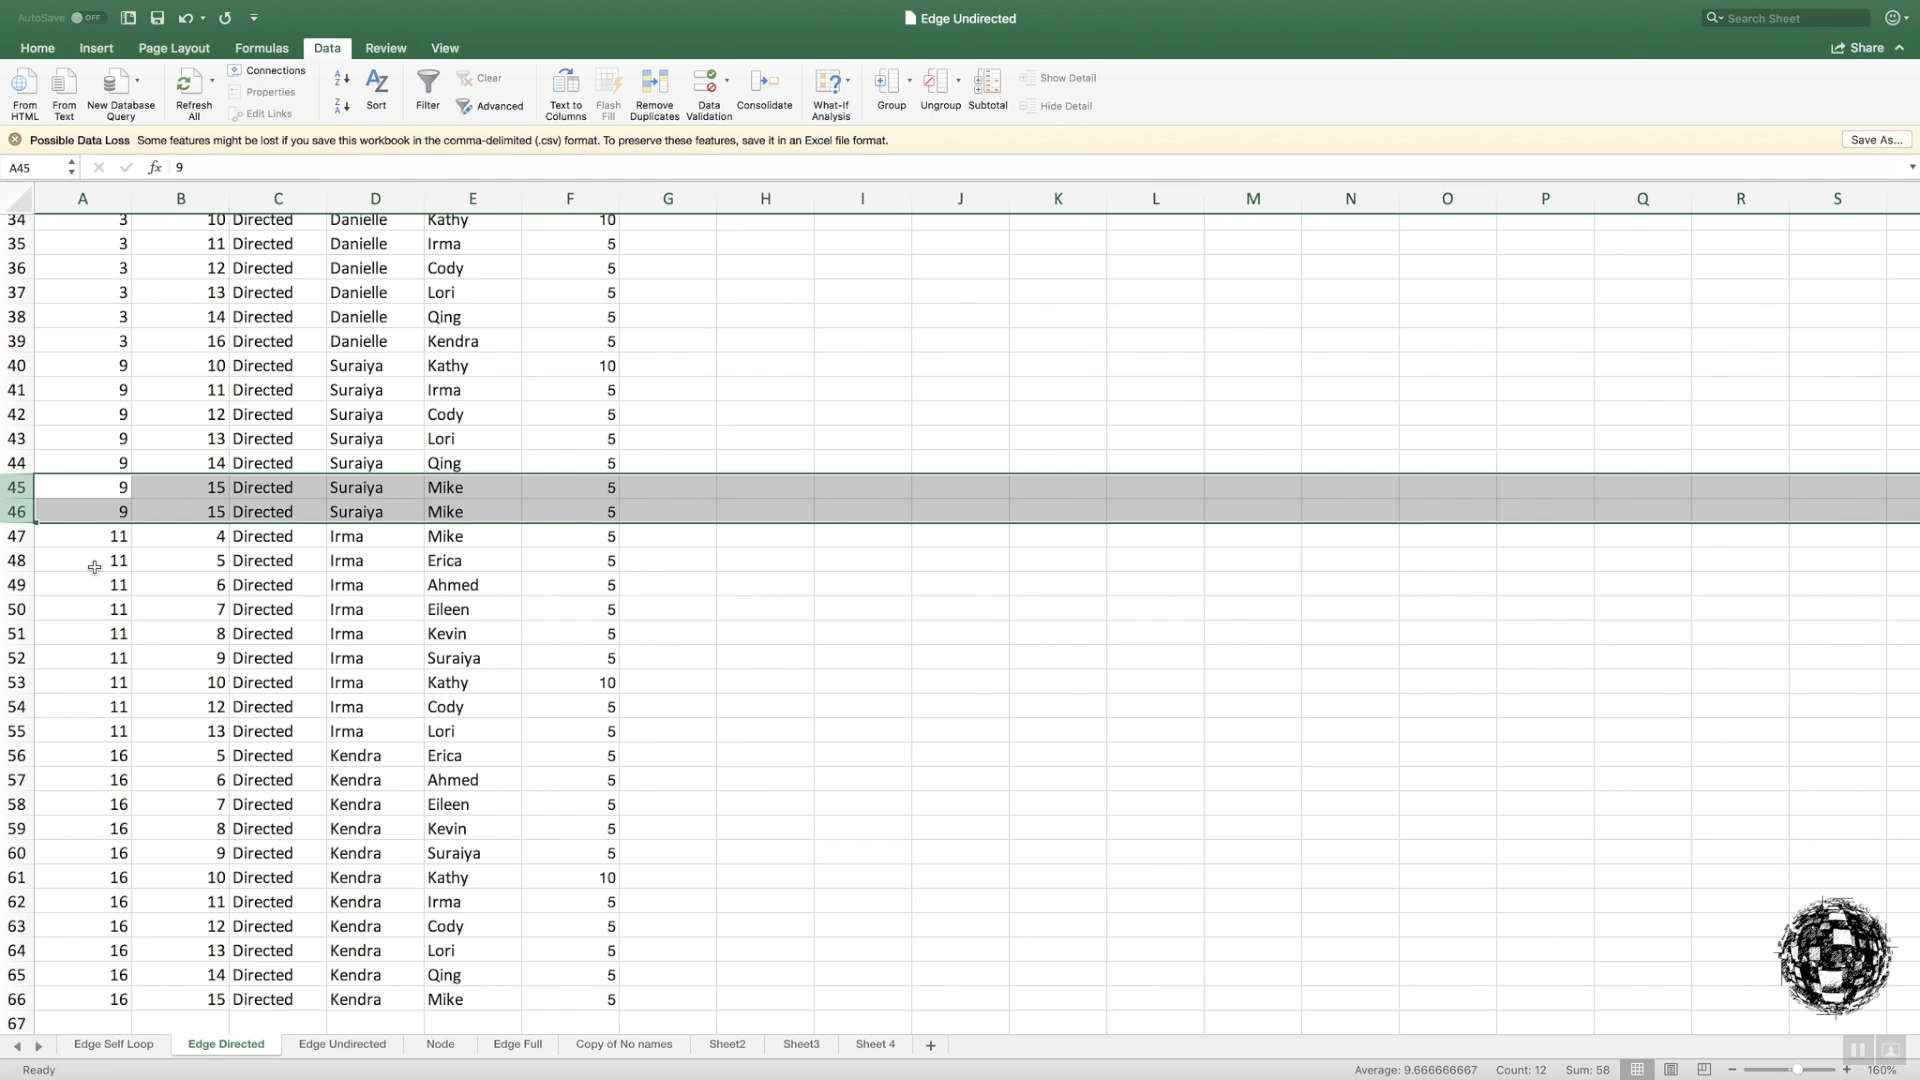 AutoSave OFF
Edge Undirected
Search Sheet
Home Insert Page Layout Formulas Data Review View
Share
From HTML
From Text
New Database Query
Refresh All
Connections
Properties
Edit Links
Sort
Filter
Clear
Advanced
Text to Columns
Flash Fill
Remove Duplicates
Data Validation
Consolidate
What-If Analysis
Group
Ungroup
Subtotal
Show Detail
Hide Detail
Possible Data Loss Some features might be lost if you save this workbook in the comma-delimited (.csv) format. To preserve these features, save it in an Excel file format.
Save As...
A45 fx 9
A B C D E F G H I J K L M N O P Q R S
34 3 10 Directed Danielle Kathy 10
35 3 11 Directed Danielle Irma 5
36 3 12 Directed Danielle Cody 5
37 3 13 Directed Danielle Lori 5
38 3 14 Directed Danielle Qing 5
39 3 16 Directed Danielle Kendra 5
40 9 10 Directed Suraiya Kathy 10
41 9 11 Directed Suraiya Irma 5
42 9 12 Directed Suraiya Cody 5
43 9 13 Directed Suraiya Lori 5
44 9 14 Directed Suraiya Qing 5
45 9 15 Directed Suraiya Mike 5
46 9 15 Directed Suraiya Mike 5
47 11 4 Directed Irma Mike 5
48 11 5 Directed Irma Erica 5
49 11 6 Directed Irma Ahmed 5
50 11 7 Directed Irma Eileen 5
51 11 8 Directed Irma Kevin 5
52 11 9 Directed Irma Suraiya 5
53 11 10 Directed Irma Kathy 10
54 11 12 Directed Irma Cody 5
55 11 13 Directed Irma Lori 5
56 16 5 Directed Kendra Erica 5
57 16 6 Directed Kendra Ahmed 5
58 16 7 Directed Kendra Eileen 5
59 16 8 Directed Kendra Kevin 5
60 16 9 Directed Kendra Suraiya 5
61 16 10 Directed Kendra Kathy 10
62 16 11 Directed Kendra Irma 5
63 16 12 Directed Kendra Cody 5
64 16 13 Directed Kendra Lori 5
65 16 14 Directed Kendra Qing 5
66 16 15 Directed Kendra Mike 5
67
Edge Self Loop Edge Directed Edge Undirected Node Edge Full Copy of No names Sheet2 Sheet3 Sheet 4 +
Ready Average: 9.666666667 Count: 12 Sum: 58 160%